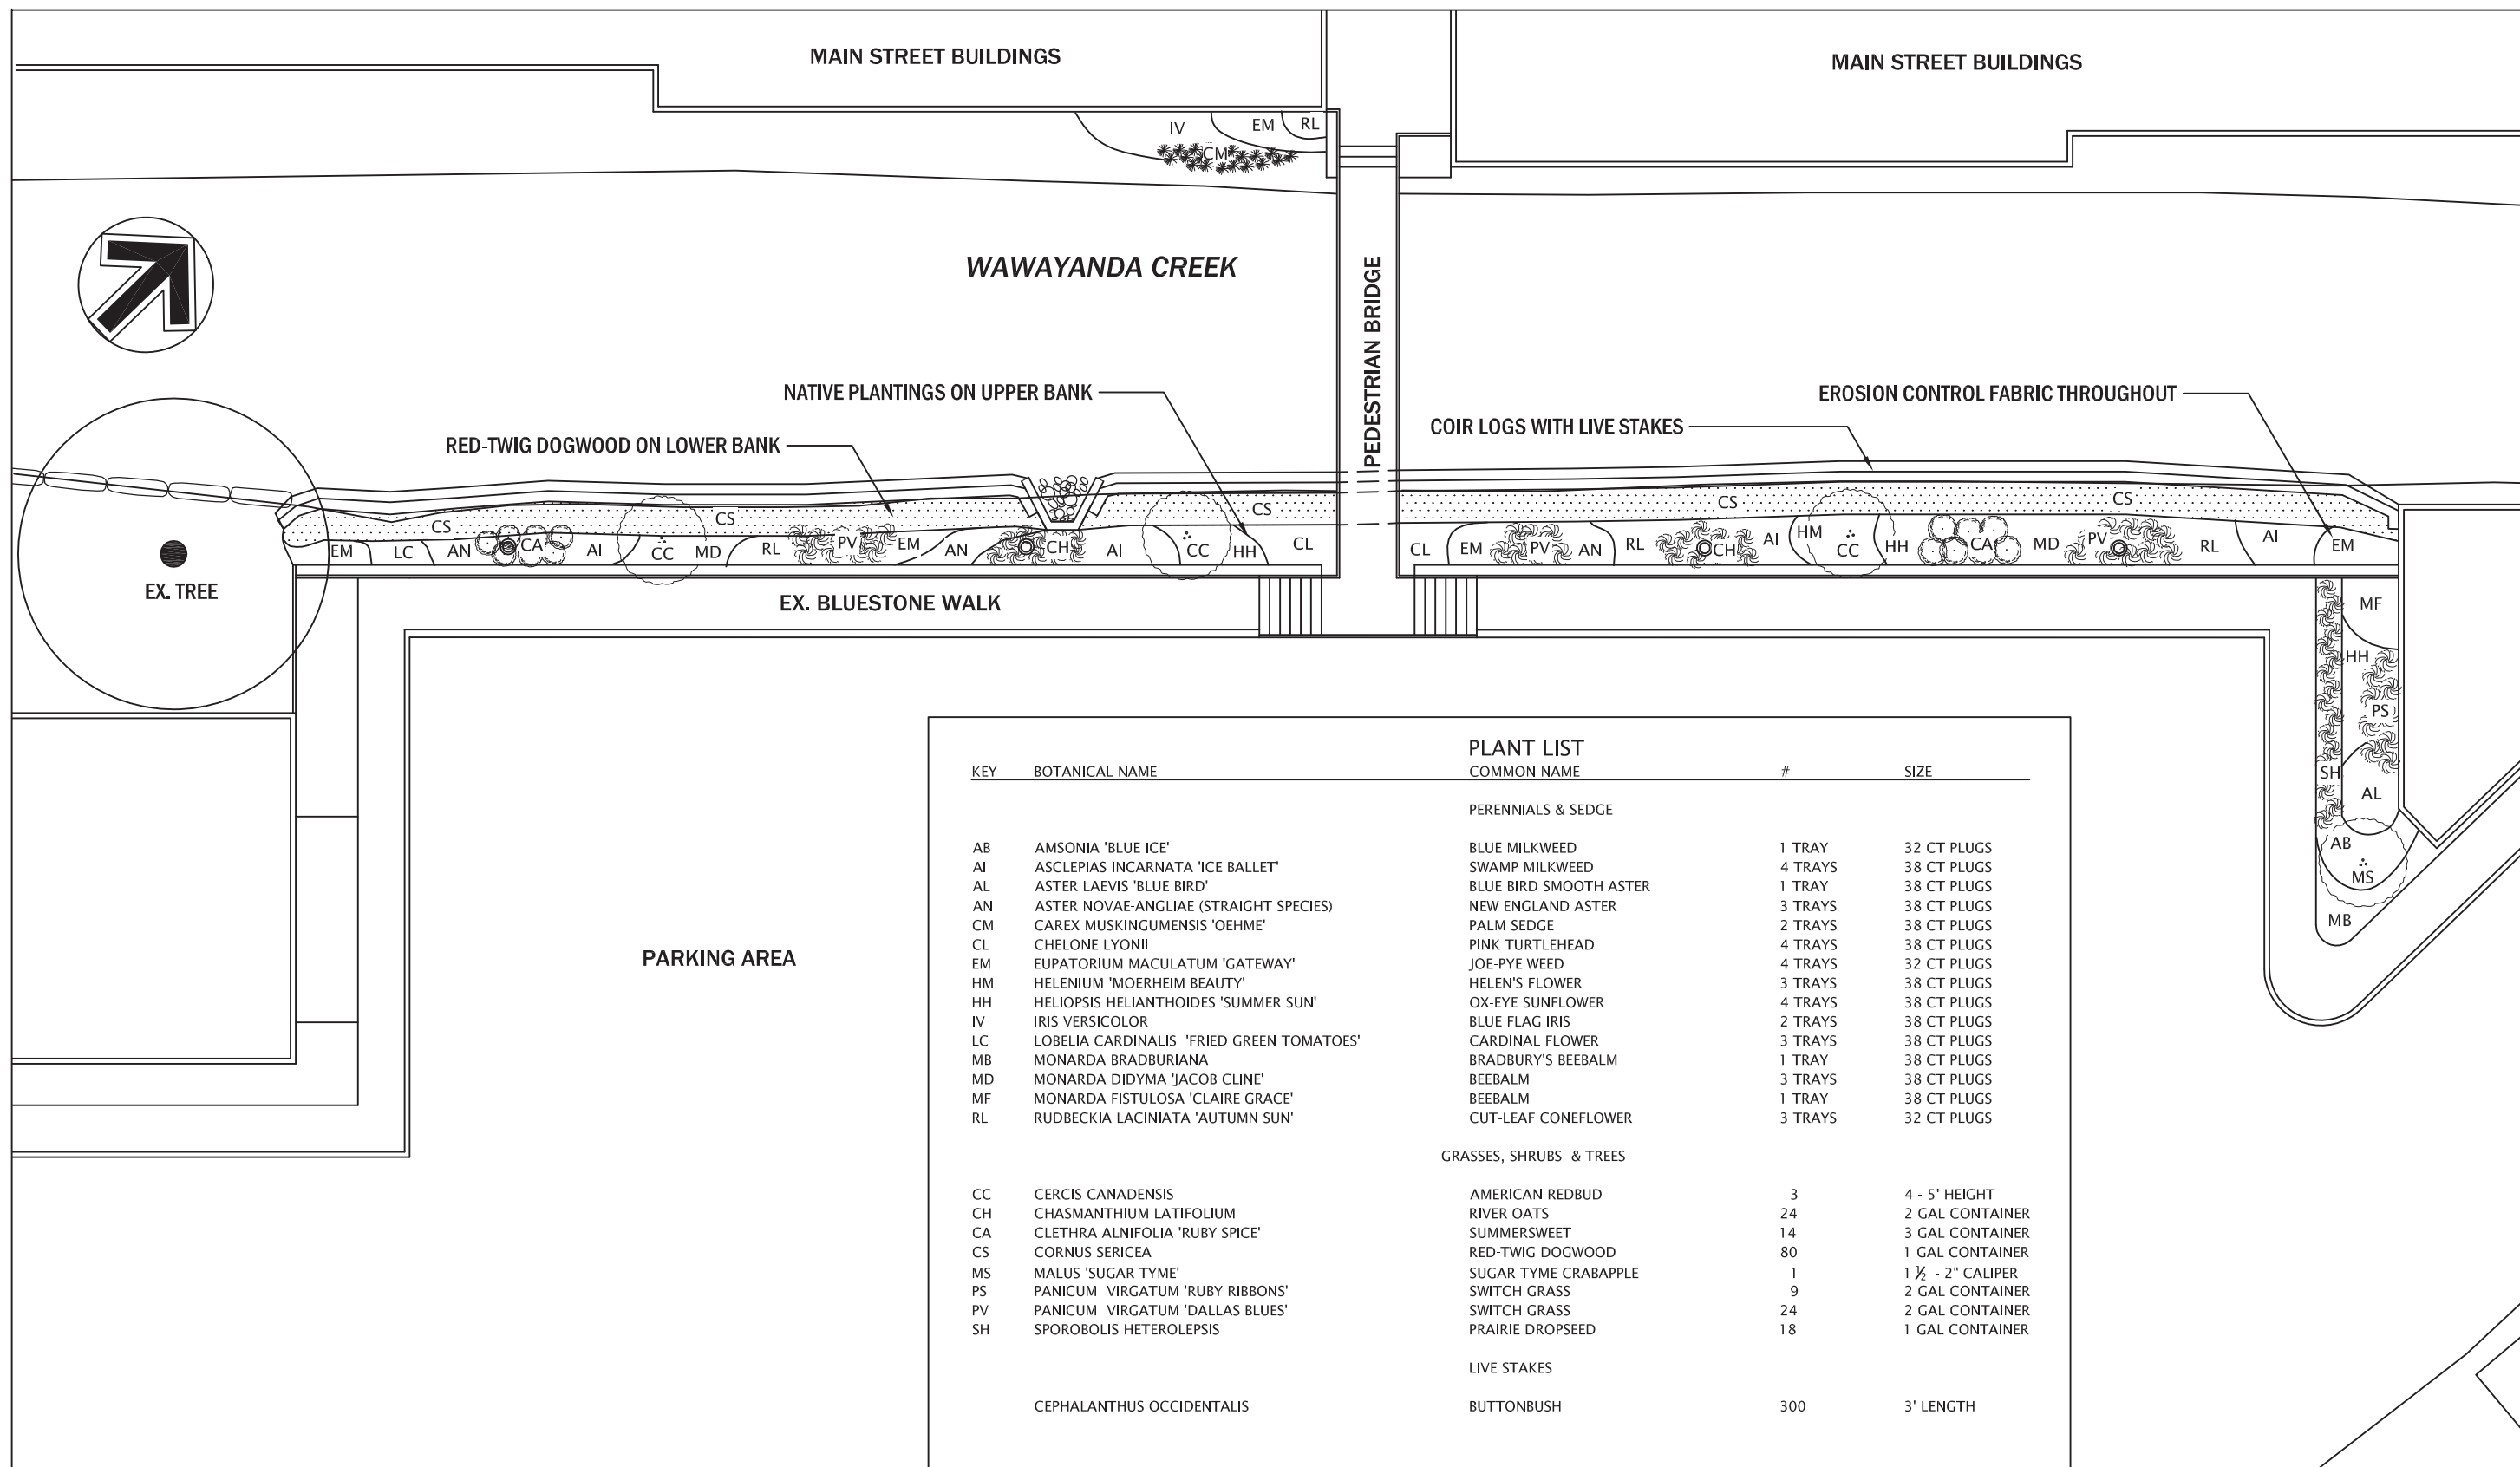 MAIN STREET BUILDINGS
MAIN STREET BUILDINGS
IV EM RL
CM
WAWAYANDA CREEK
PEDESTRIAN BRIDGE
NATIVE PLANTINGS ON UPPER BANK
EROSION CONTROL FABRIC THROUGHOUT
RED-TWIG DOGWOOD ON LOWER BANK
COIR LOGS WITH LIVE STAKES
CS CS CS CS CS
EM LC AN CA AI CC MD RL PV EM AN CH AI CC HH CL
CL EM PV AN RL CH AI HM CC HH CA MD PV RL AI EM
EX. TREE
EX. BLUESTONE WALK
MF
HH
PS
SH
AL
AB
MS
MB
PARKING AREA
PLANT LIST
KEY BOTANICAL NAME COMMON NAME # SIZE
PERENNIALS & SEDGE
AB AMSONIA 'BLUE ICE' BLUE MILKWEED 1 TRAY 32 CT PLUGS
AI ASCLEPIAS INCARNATA 'ICE BALLET' SWAMP MILKWEED 4 TRAYS 38 CT PLUGS
AL ASTER LAEVIS 'BLUE BIRD' BLUE BIRD SMOOTH ASTER 1 TRAY 38 CT PLUGS
AN ASTER NOVAE-ANGLIAE (STRAIGHT SPECIES) NEW ENGLAND ASTER 3 TRAYS 38 CT PLUGS
CM CAREX MUSKINGUMENSIS 'OEHME' PALM SEDGE 2 TRAYS 38 CT PLUGS
CL CHELONE LYONII PINK TURTLEHEAD 4 TRAYS 38 CT PLUGS
EM EUPATORIUM MACULATUM 'GATEWAY' JOE-PYE WEED 4 TRAYS 32 CT PLUGS
HM HELENIUM 'MOERHEIM BEAUTY' HELEN'S FLOWER 3 TRAYS 38 CT PLUGS
HH HELIOPSIS HELIANTHOIDES 'SUMMER SUN' OX-EYE SUNFLOWER 4 TRAYS 38 CT PLUGS
IV IRIS VERSICOLOR BLUE FLAG IRIS 2 TRAYS 38 CT PLUGS
LC LOBELIA CARDINALIS 'FRIED GREEN TOMATOES' CARDINAL FLOWER 3 TRAYS 38 CT PLUGS
MB MONARDA BRADBURIANA BRADBURY'S BEEBALM 1 TRAY 38 CT PLUGS
MD MONARDA DIDYMA 'JACOB CLINE' BEEBALM 3 TRAYS 38 CT PLUGS
MF MONARDA FISTULOSA 'CLAIRE GRACE' BEEBALM 1 TRAY 38 CT PLUGS
RL RUDBECKIA LACINIATA 'AUTUMN SUN' CUT-LEAF CONEFLOWER 3 TRAYS 32 CT PLUGS
GRASSES, SHRUBS & TREES
CC CERCIS CANADENSIS AMERICAN REDBUD 3 4 - 5' HEIGHT
CH CHASMANTHIUM LATIFOLIUM RIVER OATS 24 2 GAL CONTAINER
CA CLETHRA ALNIFOLIA 'RUBY SPICE' SUMMERSWEET 14 3 GAL CONTAINER
CS CORNUS SERICEA RED-TWIG DOGWOOD 80 1 GAL CONTAINER
MS MALUS 'SUGAR TYME' SUGAR TYME CRABAPPLE 1 1 ½ - 2" CALIPER
PS PANICUM VIRGATUM 'RUBY RIBBONS' SWITCH GRASS 9 2 GAL CONTAINER
PV PANICUM VIRGATUM 'DALLAS BLUES' SWITCH GRASS 24 2 GAL CONTAINER
SH SPOROBOLIS HETEROLEPSIS PRAIRIE DROPSEED 18 1 GAL CONTAINER
LIVE STAKES
CEPHALANTHUS OCCIDENTALIS BUTTONBUSH 300 3' LENGTH